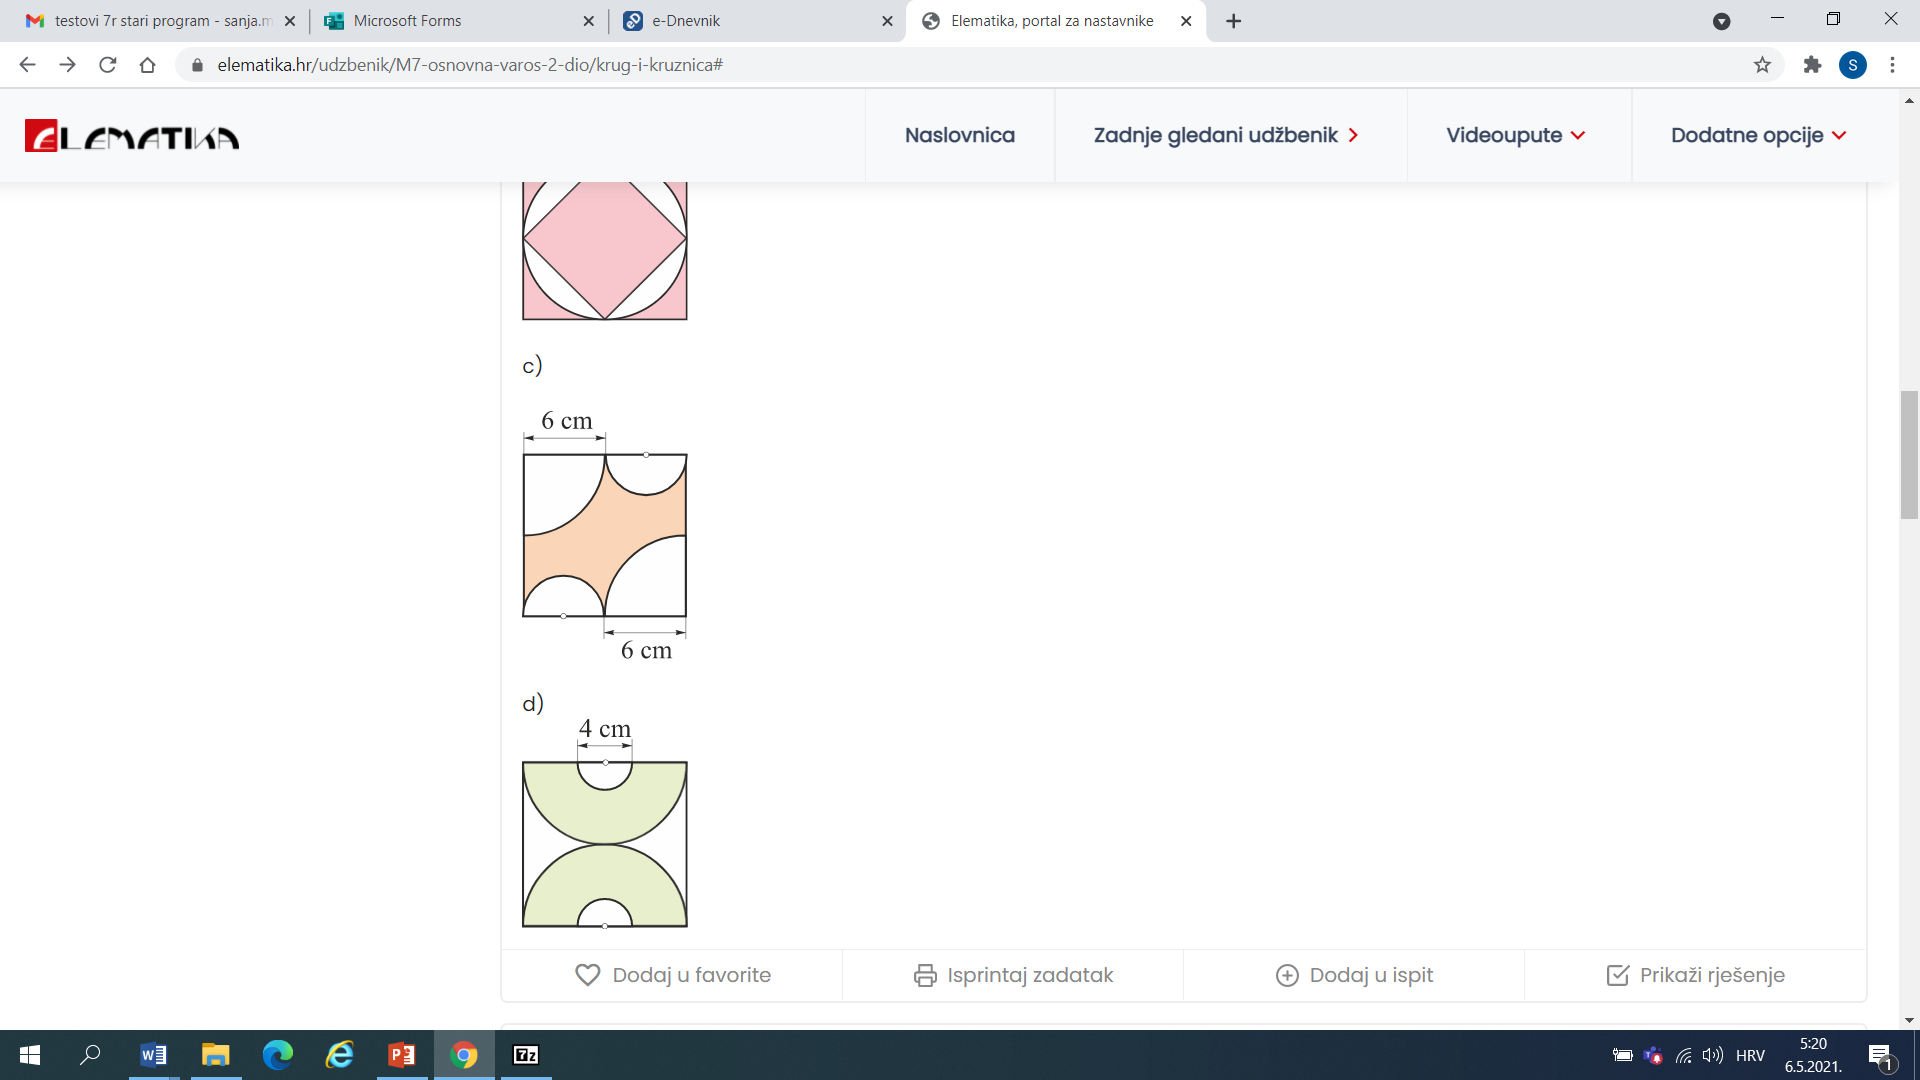 testovi 7r stari program - sanja.m
Microsoft Forms
e-Dnevnik
Elematika, portal za nastavnike
elematika.hr/udzbenik/M7-osnovna-varos-2-dio/krug-i-kruznica#
S
ELEMATIKA
Naslovnica
Zadnje gledani udžbenik
Videoupute
Dodatne opcije
c)
6 cm
6 cm
d)
4 cm
Dodaj u favorite
Isprintaj zadatak
Dodaj u ispit
Prikaži rješenje
7z
HRV
5:20
6.5.2021.
1